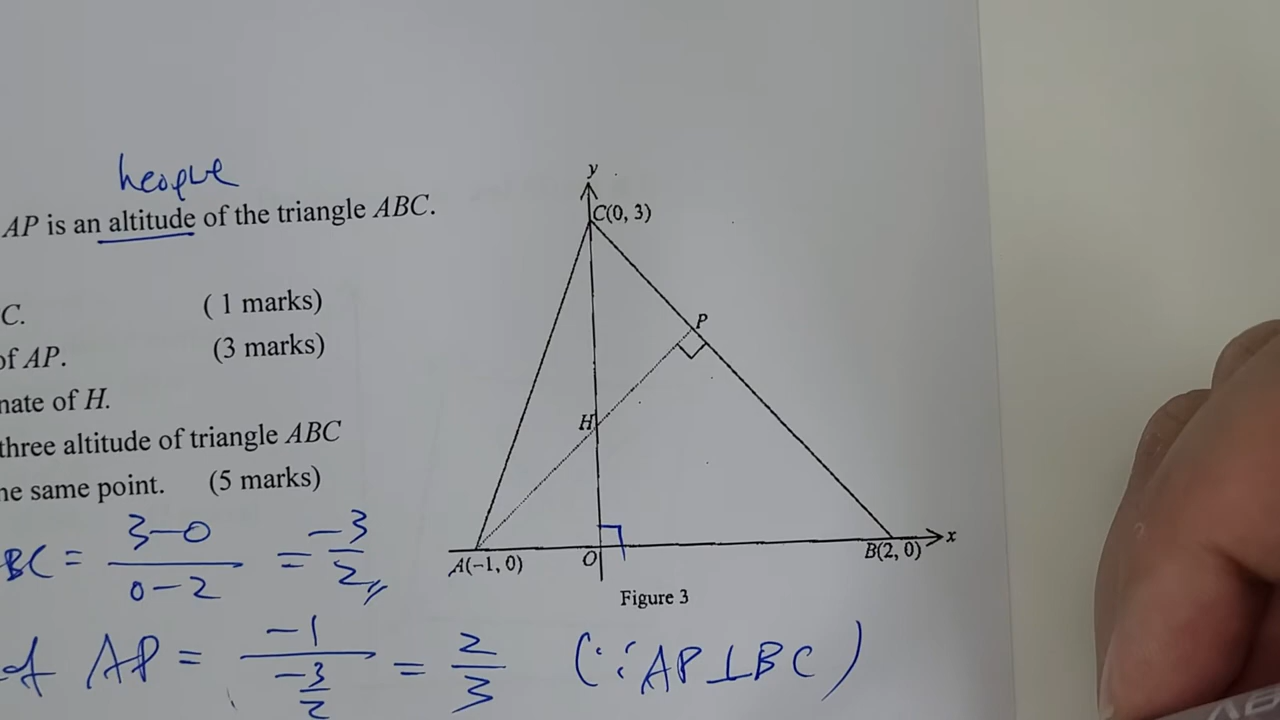 AP is an altitude of the triangle ABC.
C. ( 1 marks)
of AP. (3 marks)
nate of H.
three altitude of triangle ABC
he same point. (5 marks)
y
C(0, 3)
P
H
A(-1, 0)
O
B(2, 0)
x
Figure 3
BC = 3-0 / 0-2 = -3/2
of AP = -1 / -3/2 = 2/3 (∵ AP⊥BC)